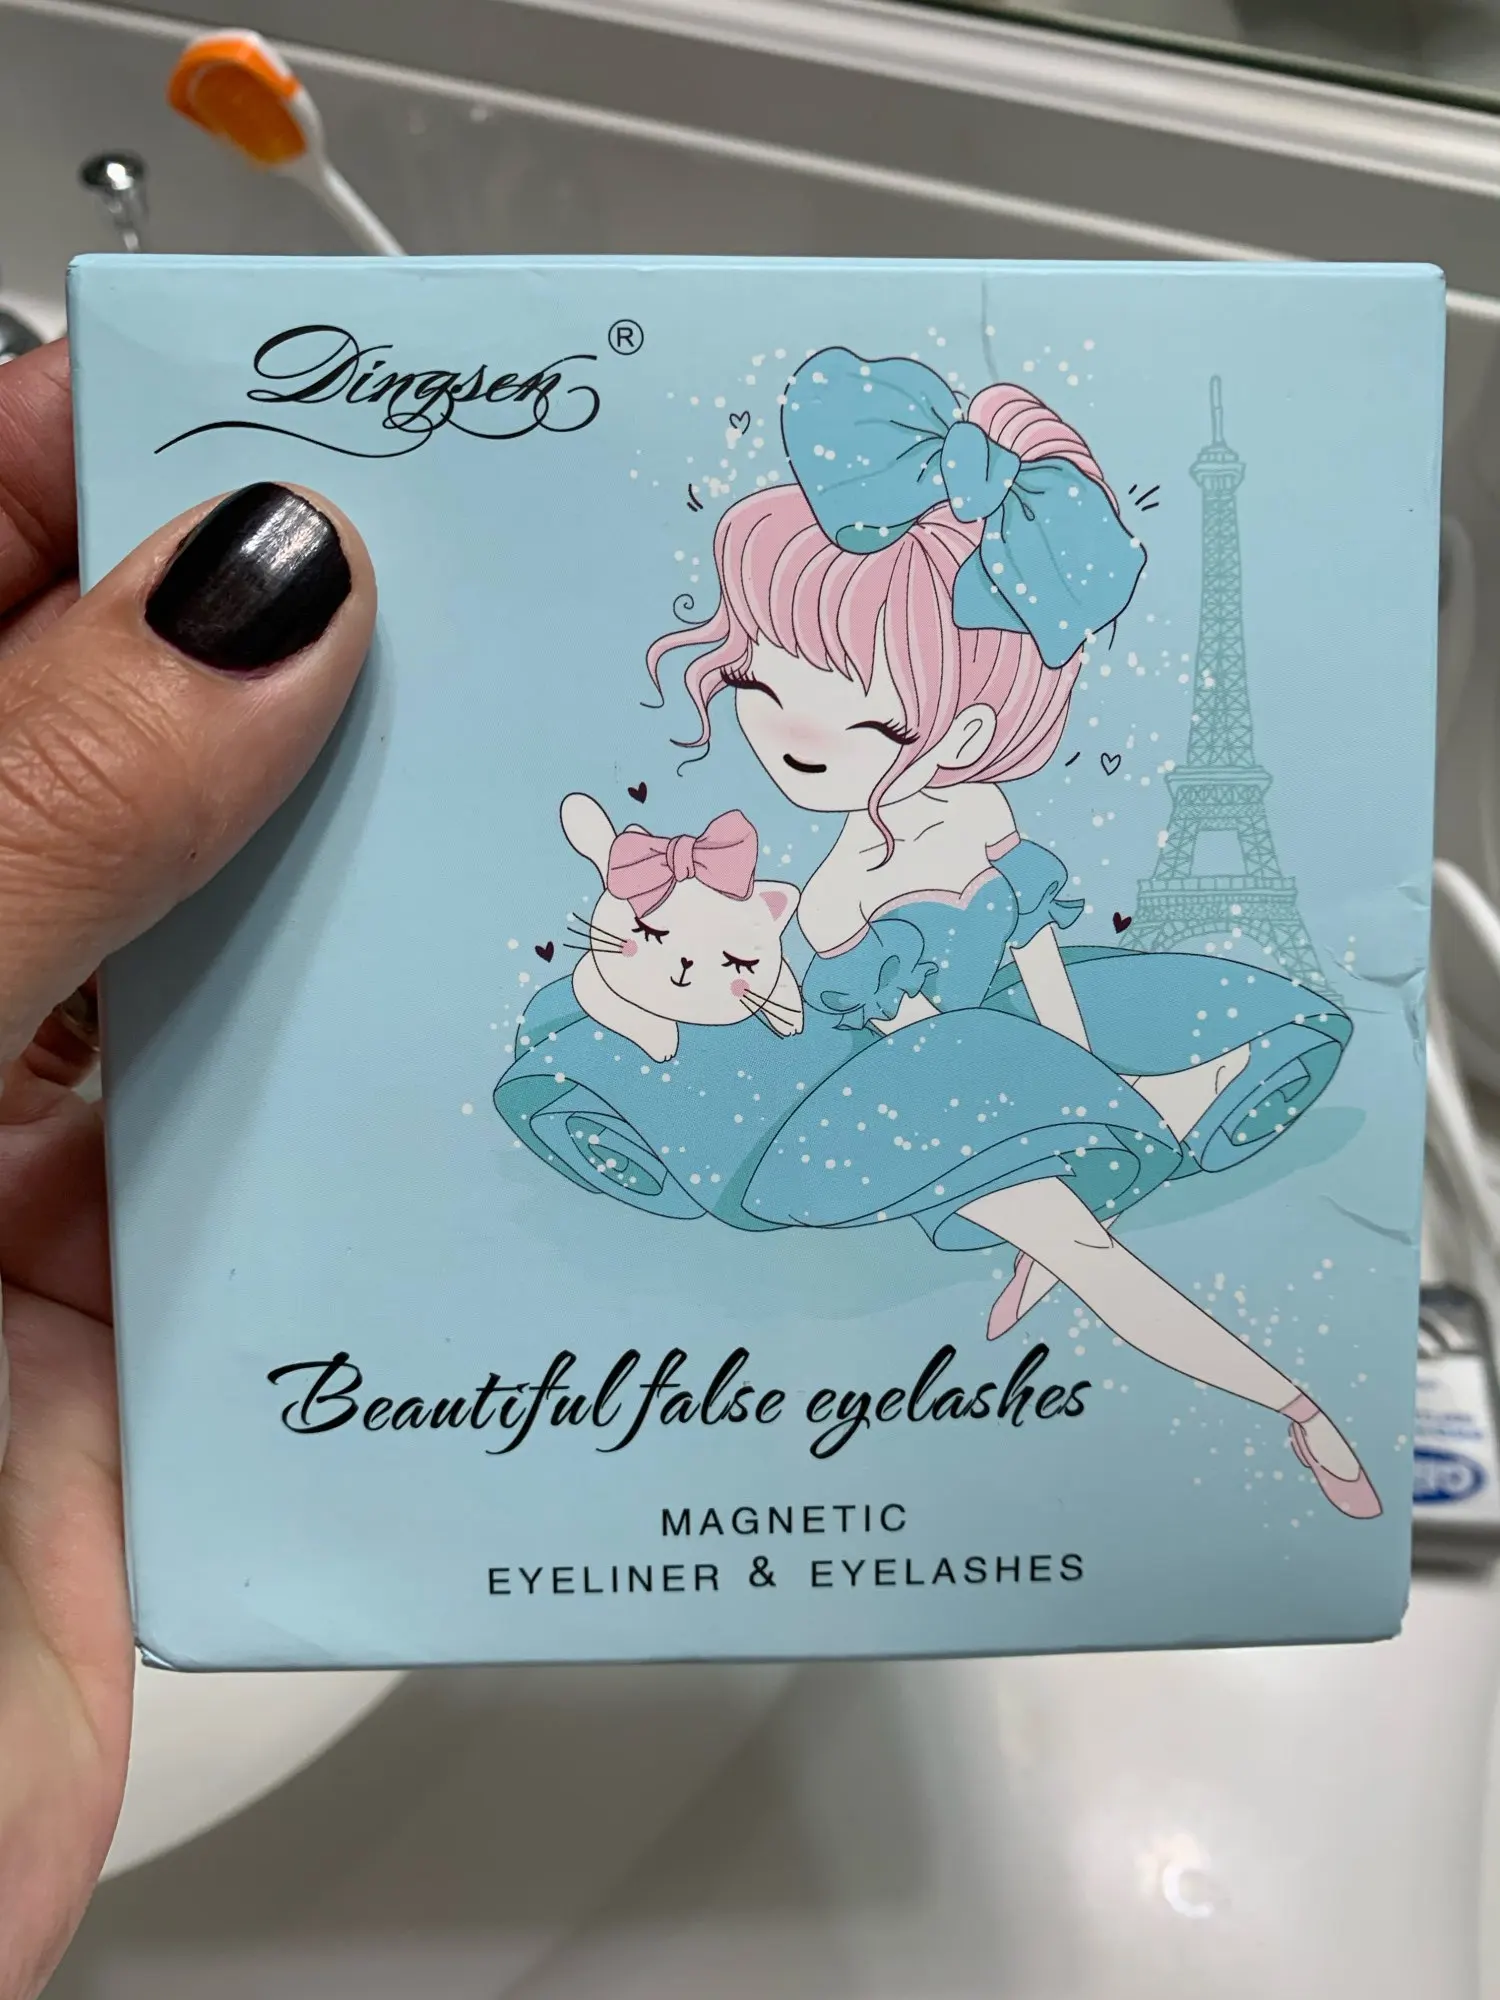 Dingsen ®
Beautiful false eyelashes
MAGNETIC
EYELINER & EYELASHES